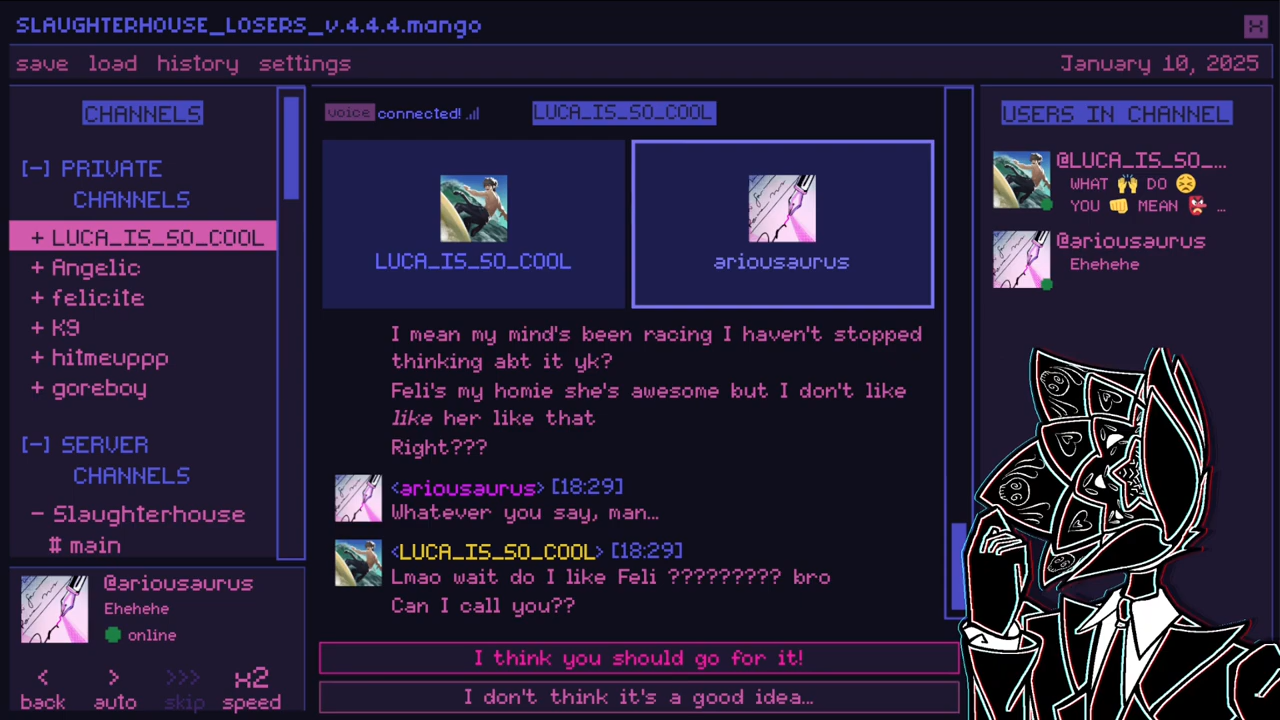 SLAUGHTERHOUSE_LOSERS_v.4.4.4.mango
X
save load history settings
January 10, 2025
CHANNELS
[-] PRIVATE
CHANNELS
+ LUCA_IS_SO_COOL
+ Angelic
+ felicite
+ K9
+ hitmeuppp
+ goreboy
[-] SERVER
CHANNELS
- Slaughterhouse
# main
@ariousaurus
Ehehehe
online
< > >>> x2
back auto skip speed
voice connected!
LUCA_IS_SO_COOL
LUCA_IS_SO_COOL
ariousaurus
I mean my mind's been racing I haven't stopped
thinking abt it yk?
Feli's my homie she's awesome but I don't like
like her like that
Right???
<ariousaurus> [18:29]
Whatever you say, man…
<LUCA_IS_SO_COOL> [18:29]
Lmao wait do I like Feli ????????? bro
Can I call you??
I think you should go for it!
I don't think it's a good idea…
USERS IN CHANNEL
@LUCA_IS_SO_…
WHAT 🙌 DO 😣
YOU 👊 MEAN 👺 …
@ariousaurus
Ehehehe